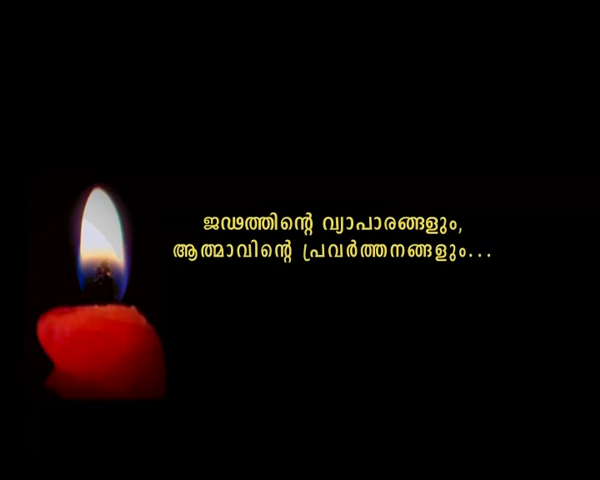 ജഢത്തിന്റെ വ്യാപാരങ്ങളും,
ആത്മാവിന്റെ പ്രവർത്തനങ്ങളും...